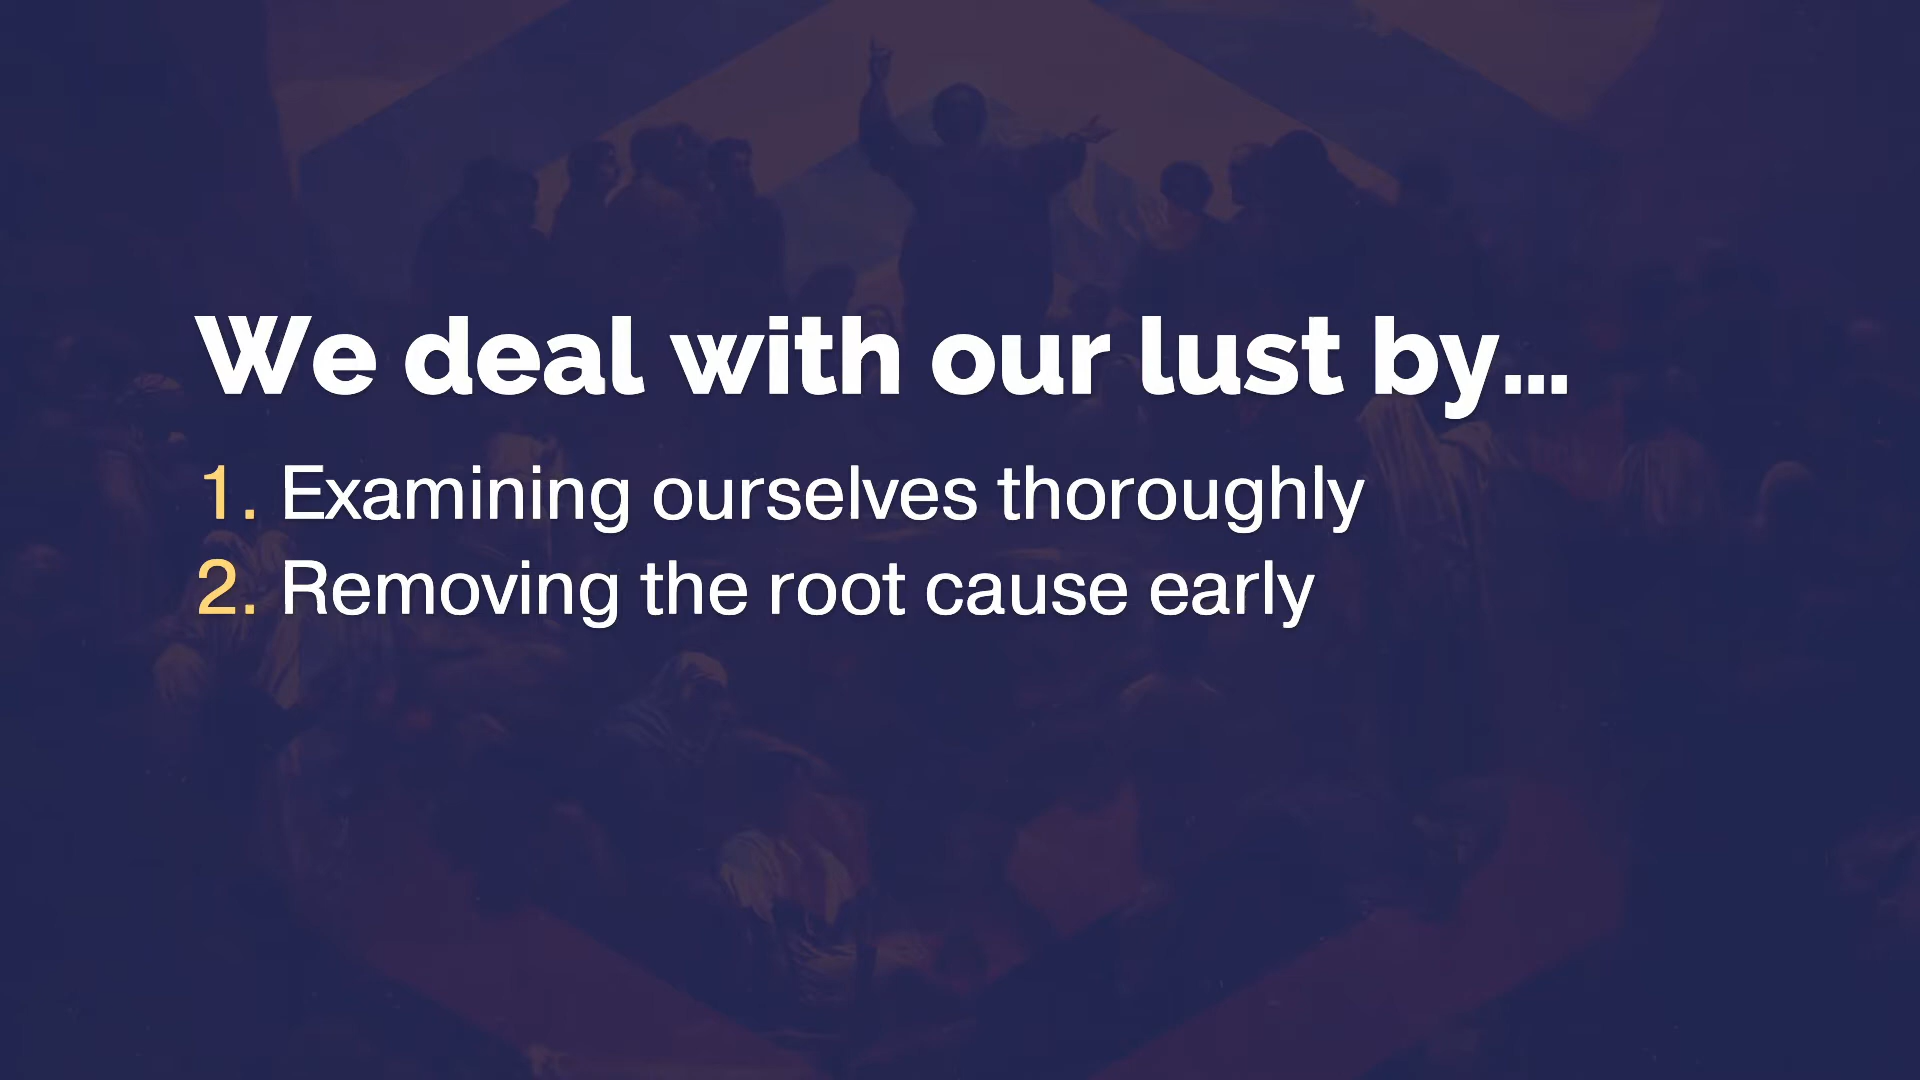 We deal with our lust by...
1. Examining ourselves thoroughly
2. Removing the root cause early